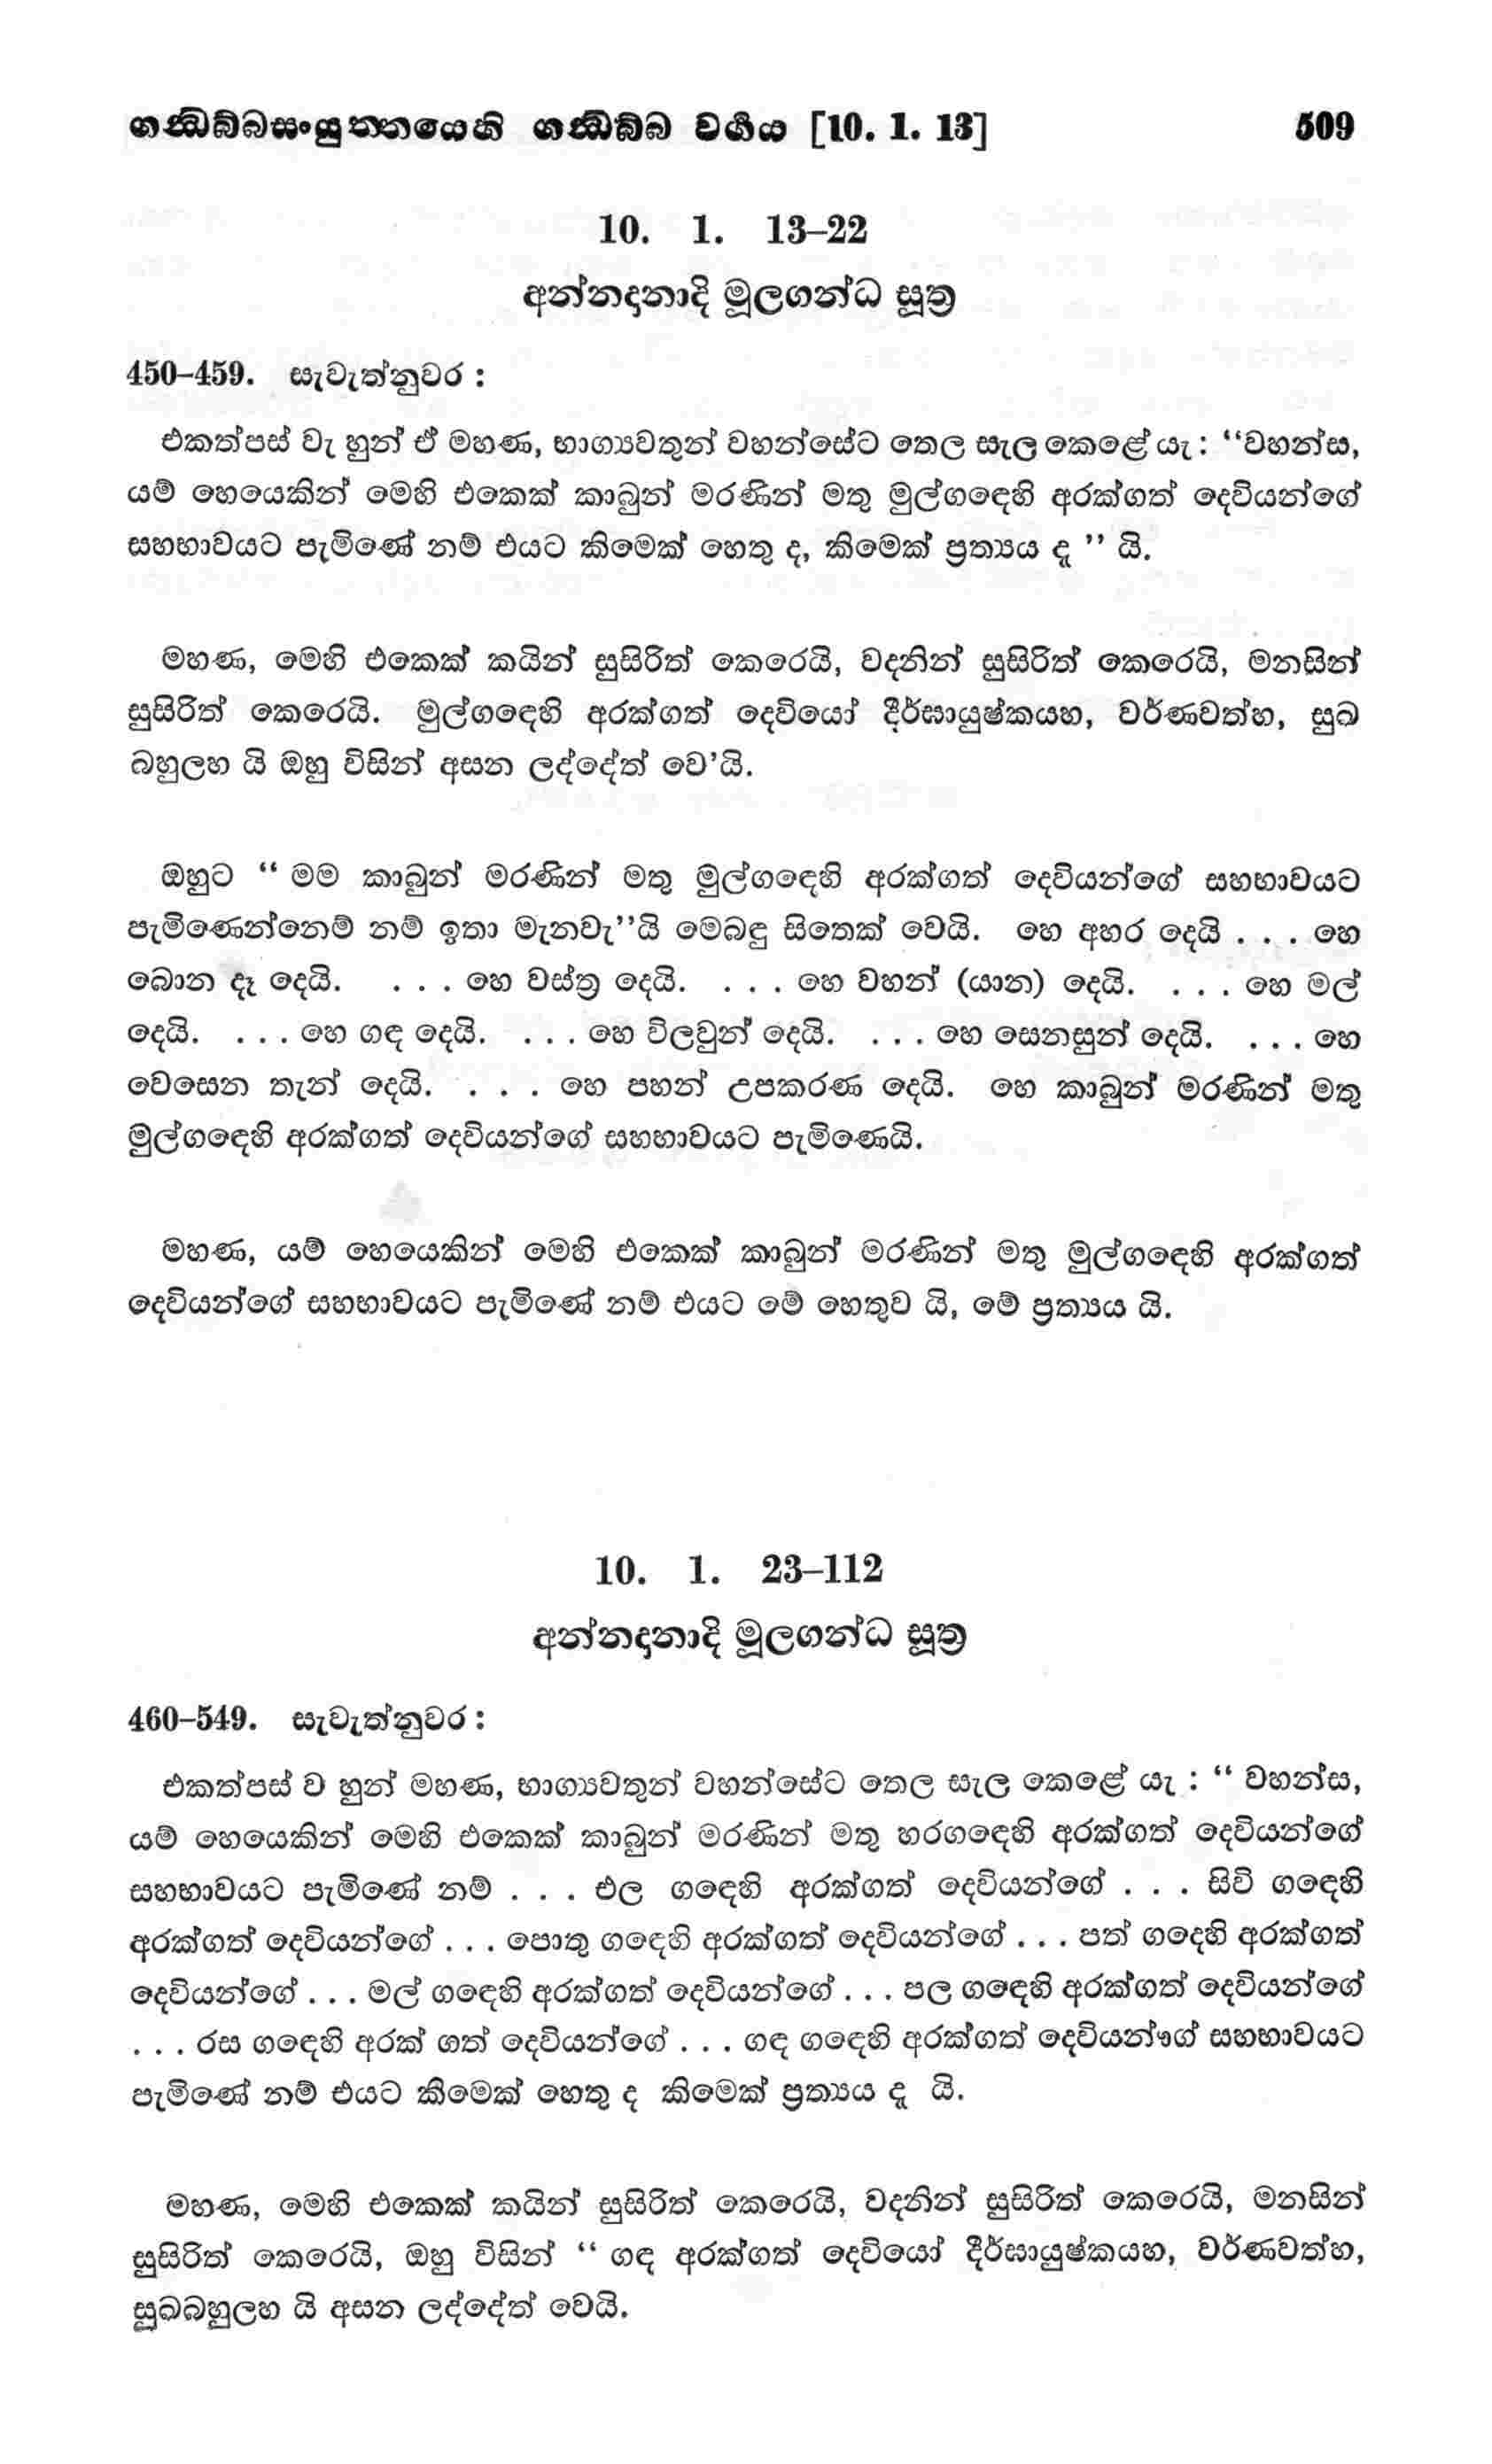 ගන්ධබ්බසංයුත්තයෙහි ගන්ධබ්බ වර්‍ගය [10. 1. 13] 509
10. 1. 13–22
අන්නදානාදි මූලගන්ධ සූත්‍ර
450–459. සැවැත්නුවර :
එකත්පස් වැ හුන් ඒ මහණ, භාග්‍යවතුන් වහන්සේට තෙල සැල කෙළේ යැ : “වහන්ස,
යම් හෙයෙකින් මෙහි එකෙක් කාබුන් මරණින් මතු මුල්ගඳෙහි අරක්ගත් දෙවියන්ගේ
සහභාවයට පැමිණේ නම් එයට කිමෙක් හෙතු ද, කිමෙක් ප්‍රත්‍යය දැ ” යි.
මහණ, මෙහි එකෙක් කයින් සුසිරිත් කෙරෙයි, වදනින් සුසිරිත් කෙරෙයි, මනසින්
සුසිරිත් කෙරෙයි. මුල්ගඳෙහි අරක්ගත් දෙවියෝ දීර්ඝායුෂ්කයහ, වර්ණවත්හ, සුඛ
බහුලහ යි ඔහු විසින් අසන ලද්දේත් වෙ’යි.
ඔහුට “ මම කාබුන් මරණින් මතු මුල්ගඳෙහි අරක්ගත් දෙවියන්ගේ සහභාවයට
පැමිණෙන්නෙම් නම් ඉතා මැනවැ”යි මෙබඳු සිතෙක් වෙයි. හෙ අහර දෙයි . . . හෙ
බොන දෑ දෙයි. . . . හෙ වස්ත්‍ර දෙයි. . . . හෙ වහන් (යාන) දෙයි. . . . හෙ මල්
දෙයි. . . . හෙ ගඳ දෙයි. . . . හෙ විලවුන් දෙයි. . . . හෙ සෙනසුන් දෙයි. . . . හෙ
වෙසෙන තැන් දෙයි. . . . හෙ පහන් උපකරණ දෙයි. හෙ කාබුන් මරණින් මතු
මුල්ගඳෙහි අරක්ගත් දෙවියන්ගේ සහභාවයට පැමිණෙයි.
මහණ, යම් හෙයෙකින් මෙහි එකෙක් කාබුන් මරණින් මතු මුල්ගඳෙහි අරක්ගත්
දෙවියන්ගේ සහභාවයට පැමිණේ නම් එයට මේ හෙතුව යි, මේ ප්‍රත්‍යය යි.
10. 1. 23–112
අන්නදානාදි මූලගන්ධ සූත්‍ර
460–549. සැවැත්නුවර :
එකත්පස් ව හුන් මහණ, භාග්‍යවතුන් වහන්සේට තෙල සැල කෙළේ යැ : “ වහන්ස,
යම් හෙයෙකින් මෙහි එකෙක් කාබුන් මරණින් මතු හරගඳෙහි අරක්ගත් දෙවියන්ගේ
සහභාවයට පැමිණේ නම් . . . එල ගඳෙහි අරක්ගත් දෙවියන්ගේ . . . සිවි ගඳෙහි
අරක්ගත් දෙවියන්ගේ . . . පොතු ගඳෙහි අරක්ගත් දෙවියන්ගේ . . . පත් ගදෙහි අරක්ගත්
දෙවියන්ගේ . . . මල් ගඳෙහි අරක්ගත් දෙවියන්ගේ . . . පල ගඳෙහි අරක්ගත් දෙවියන්ගේ
. . . රස ගඳෙහි අරක් ගත් දෙවියන්ගේ . . . ගඳ ගඳෙහි අරක්ගත් දෙවියන්ගේ සහභාවයට
පැමිණේ නම් එයට කිමෙක් හෙතු ද කිමෙක් ප්‍රත්‍යය දැ යි.
මහණ, මෙහි එකෙක් කයින් සුසිරිත් කෙරෙයි, වදනින් සුසිරිත් කෙරෙයි, මනසින්
සුසිරිත් කෙරෙයි, ඔහු විසින් “ ගඳ අරක්ගත් දෙවියෝ දීර්ඝායුෂ්කයහ, වර්ණවත්හ,
සුඛබහුලහ යි අසන ලද්දේත් වෙයි.